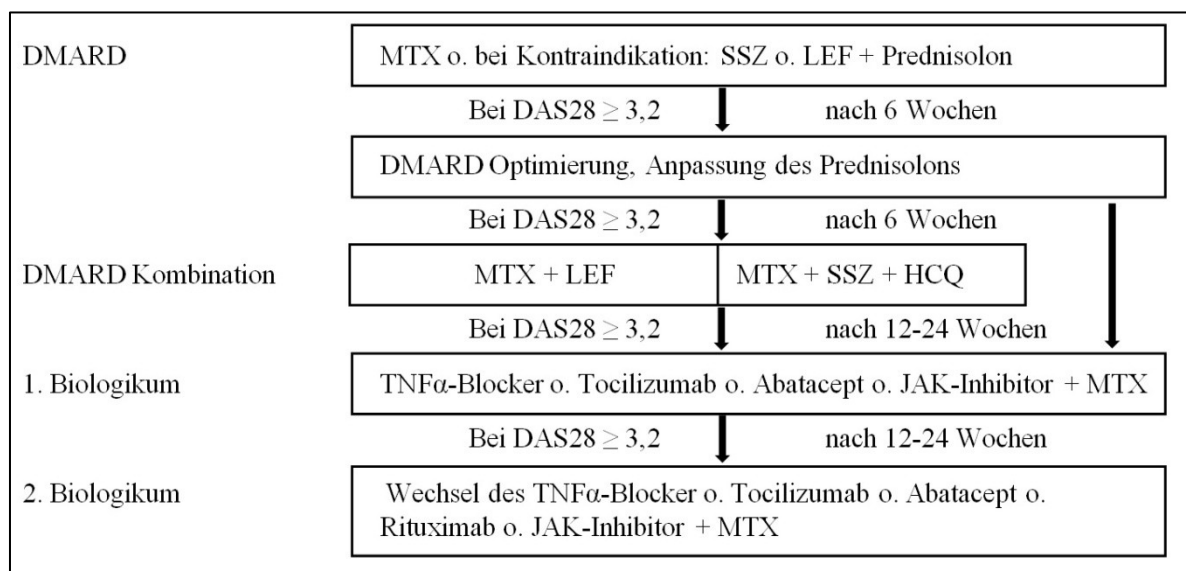 DMARD
MTX o. bei Kontraindikation: SSZ o. LEF + Prednisolon
Bei DAS28 ≥ 3,2 nach 6 Wochen
DMARD Optimierung, Anpassung des Prednisolons
Bei DAS28 ≥ 3,2 nach 6 Wochen
DMARD Kombination
MTX + LEF
MTX + SSZ + HCQ
Bei DAS28 ≥ 3,2 nach 12-24 Wochen
1. Biologikum
TNFα-Blocker o. Tocilizumab o. Abatacept o. JAK-Inhibitor + MTX
Bei DAS28 ≥ 3,2 nach 12-24 Wochen
2. Biologikum
Wechsel des TNFα-Blocker o. Tocilizumab o. Abatacept o.
Rituximab o. JAK-Inhibitor + MTX